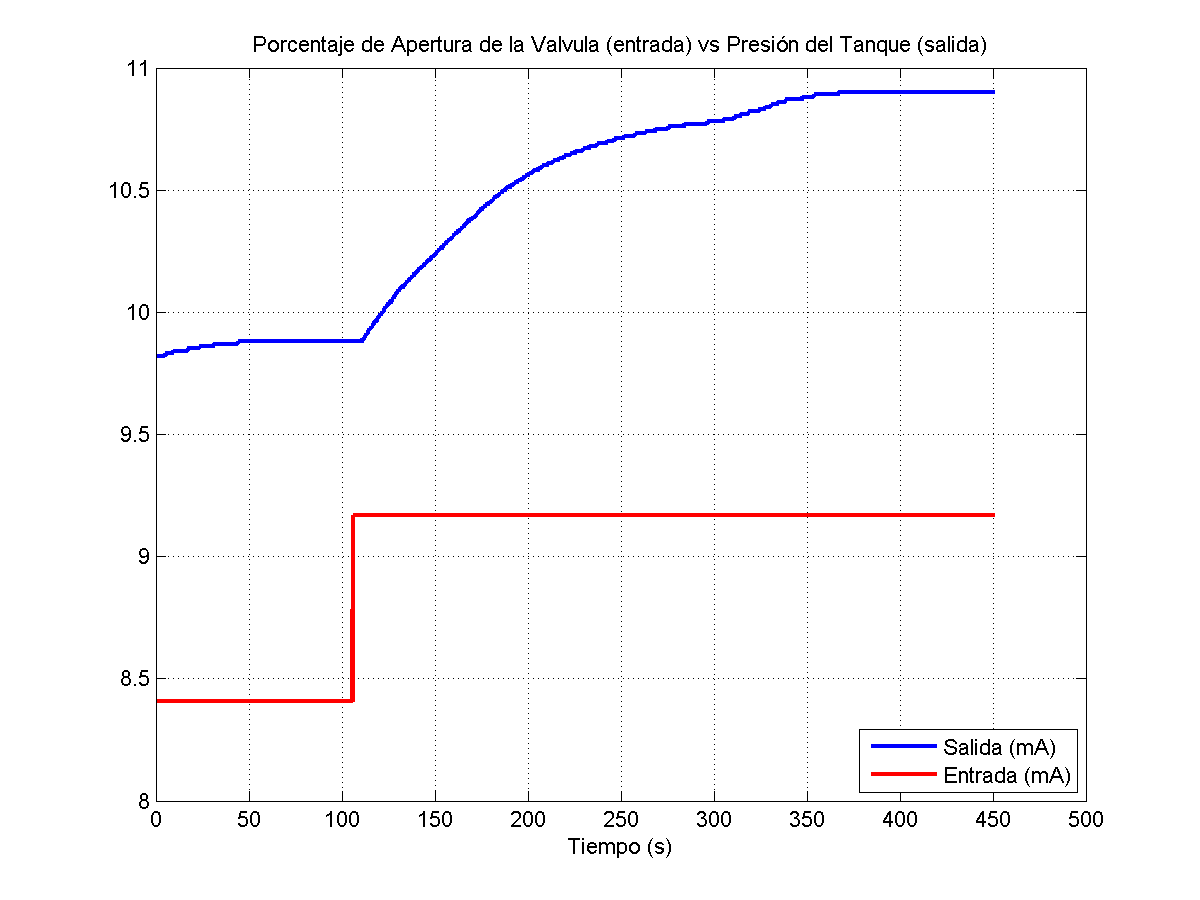 Porcentaje de Apertura de la Valvula (entrada) vs Presión del Tanque (salida)
11
10.5
10
9.5
9
8.5
8
0 50 100 150 200 250 300 350 400 450 500
Tiempo (s)
Salida (mA)
Entrada (mA)